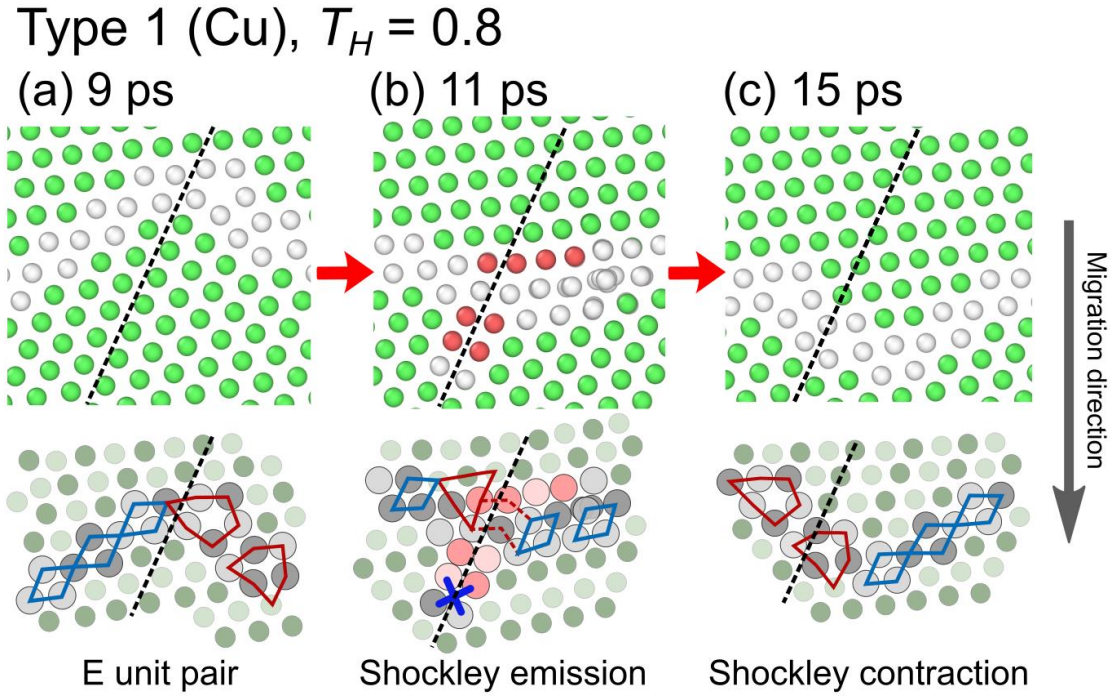 Type 1 (Cu), T_H = 0.8
(a) 9 ps
(b) 11 ps
(c) 15 ps
Migration direction
E unit pair
Shockley emission
Shockley contraction